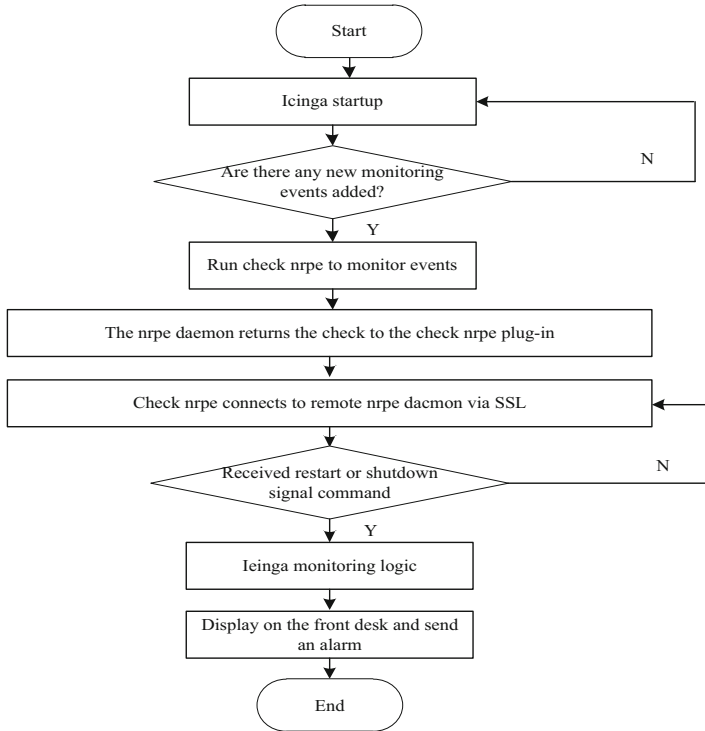 Start
Icinga startup
Are there any new monitoring
events added?
N
Y
Run check nrpe to monitor events
The nrpe daemon returns the check to the check nrpe plug-in
Check nrpe connects to remote nrpe dacmon via SSL
Received restart or shutdown
signal command
N
Y
Ieinga monitoring logic
Display on the front desk and send
an alarm
End